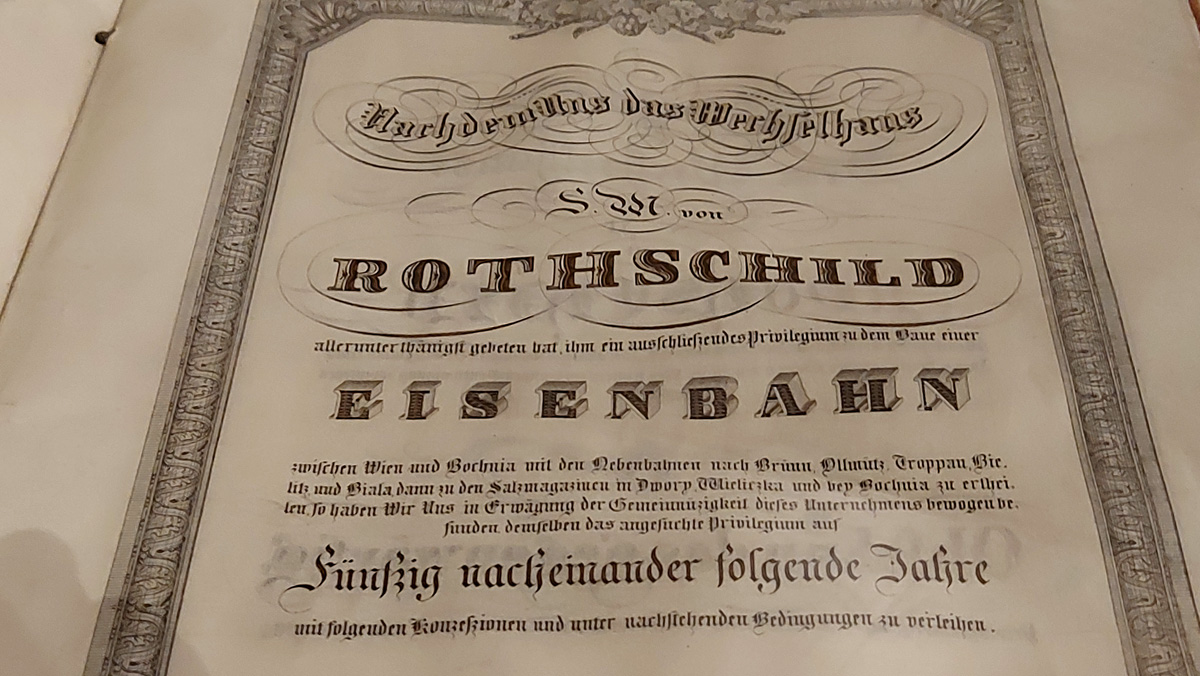 Nachdem Uns das Wechselhaus
S. M. von
ROTHSCHILD
allerunterthänigst gebeten hat, ihm ein ausschließendes Privilegium zu dem Baue einer
EISENBAHN
zwischen Wien und Bochnia mit den Nebenbahnen nach Brünn, Ollmütz, Troppau, Bie-
litz und Biala, dann zu den Salzmagazinen in Dwory, Wieliczka und bey Bochnia zu erthei-
len, so haben Wir Uns in Erwägung der Gemeinnüzigkeit dieses Unternehmens bewogen be-
funden, demselben das angesuchte Privilegium auf
Fünfzig nacheinander folgende Jahre
mit folgenden Konzeßionen und unter nachstehenden Bedingungen zu verleihen.